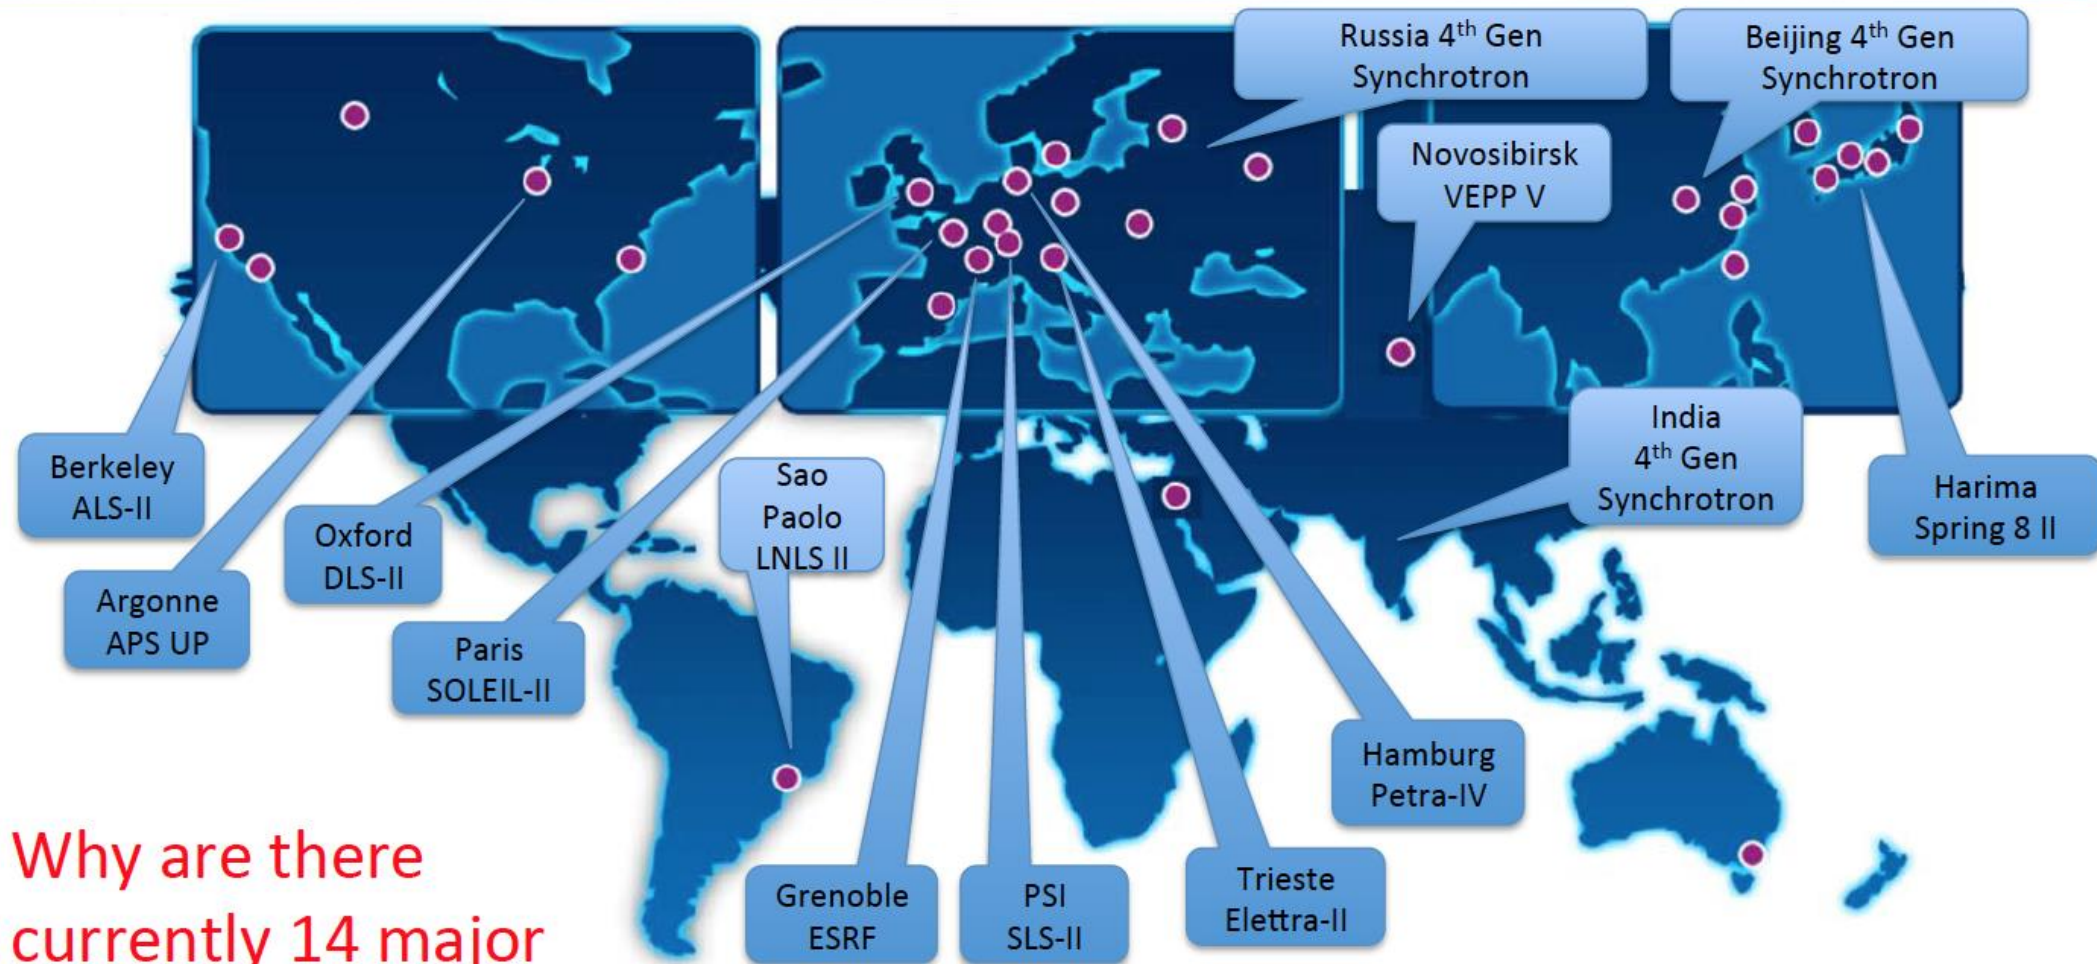 Russia 4th Gen
Synchrotron
Beijing 4th Gen
Synchrotron
Novosibirsk
VEPP V
India
4th Gen
Synchrotron
Berkeley
ALS-II
Sao
Paolo
LNLS II
Harima
Spring 8 II
Oxford
DLS-II
Argonne
APS UP
Paris
SOLEIL-II
Hamburg
Petra-IV
Grenoble
ESRF
PSI
SLS-II
Trieste
Elettra-II
Why are there
currently 14 major